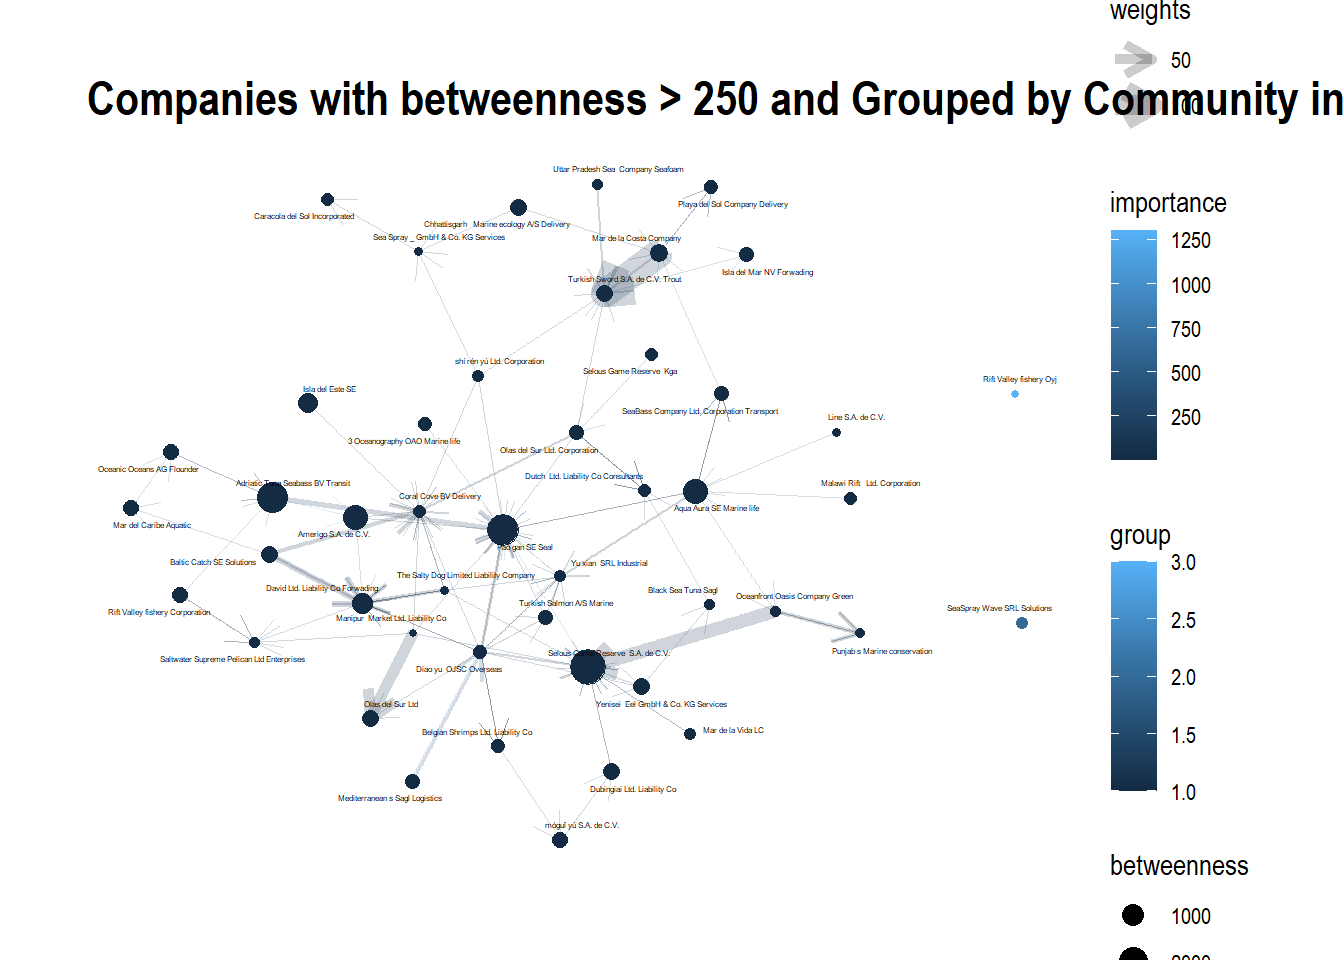 weights
50
Companies with betweenness > 250 and Grouped by Community in
importance
1250
1000
750
500
250
group
3.0
2.5
2.0
1.5
1.0
betweenness
1000
Uttar Pradesh Sea Company Seafoam
Playa del Sol Company Delivery
Caracola del Sol Incorporated
Chhattisgarh Marine ecology A/S Delivery
Sea Spray _ GmbH & Co. KG Services
Mar de la Costa Company
Isla del Mar NV Forwading
Turkish Sword S.A. de C.V. Trout
shí rén yú Ltd. Corporation
Selous Game Reserve Kga
Rift Valley fishery Oyj
Isla del Este SE
SeaBass Company Ltd. Corporation Transport
Line S.A. de C.V.
3 Oceanography OAO Marine life
Olas del Sur Ltd. Corporation
Oceanic Oceans AG Flounder
Dutch Ltd. Liability Co Consultants
Adriatic Tuna Seabass BV Transit
Malawi Rift Ltd. Corporation
Coral Cove BV Delivery
Aqua Aura SE Marine life
Mar del Caribe Aquatic
Amerigo S.A. de C.V.
SE Seal
Baltic Catch SE Solutions
Yu xian SRL Industrial
The Salty Dog Limited Liability Company
David Ltd. Liability Co Forwading
Black Sea Tuna Sagl
Oceanfront Oasis Company Green
Turkish Salmon A/S Marine
SeaSpray Wave SRL Solutions
Rift Valley fishery Corporation
Manipur Market Ltd. Liability Co
Selous Game Reserve S.A. de C.V.
Punjab s Marine conservation
Saltwater Supreme Pelican Ltd Enterprises
Diao yu OJSC Overseas
Olas del Sur Ltd
Yenisei Eel GmbH & Co. KG Services
Belgian Shrimps Ltd. Liability Co
Mar de la Vida LC
Dubingiai Ltd. Liability Co
Mediterranean s Sagl Logistics
móguǐ yú S.A. de C.V.